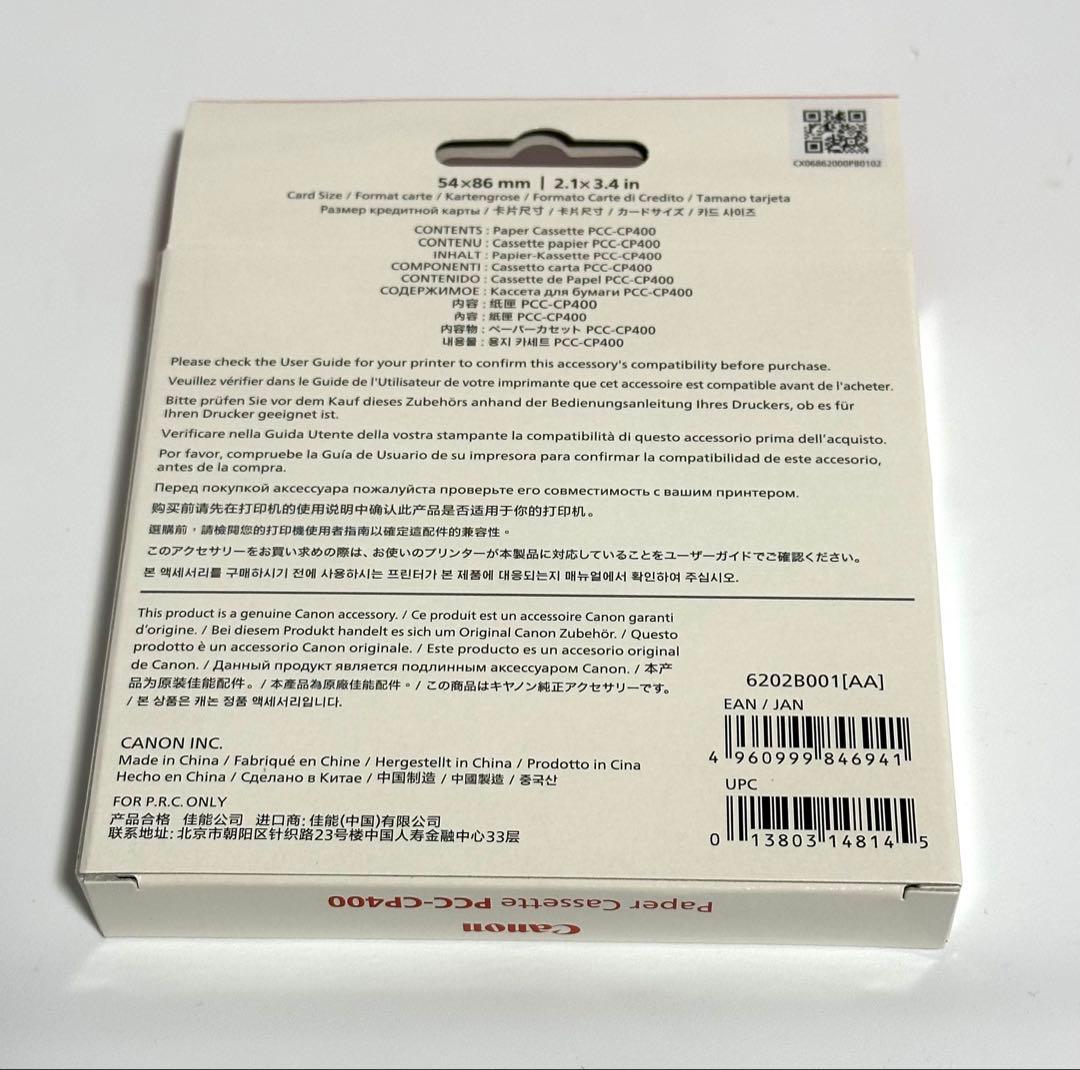 CX06862000PB0102
54×86 mm | 2.1×3.4 in
Card Size / Format carte / Kartengrose / Formato Carte di Credito / Tamano tarjeta
Размер кредитной карты / 卡片尺寸 / 卡片尺寸 / カードサイズ / 카드 사이즈
CONTENTS : Paper Cassette PCC-CP400
CONTENU : Cassette papier PCC-CP400
INHALT : Papier-Kassette PCC-CP400
COMPONENTI : Cassetto carta PCC-CP400
CONTENIDO : Cassette de Papel PCC-CP400
СОДЕРЖИМОЕ : Кассета для бумаги PCC-CP400
内容 : 纸匣 PCC-CP400
內容 : 紙匣 PCC-CP400
内容物 : ペーパーカセット PCC-CP400
내용물 : 용지 카세트 PCC-CP400
Please check the User Guide for your printer to confirm this accessory's compatibility before purchase.
Veuillez vérifier dans le Guide de l'Utilisateur de votre imprimante que cet accessoire est compatible avant de l'acheter.
Bitte prüfen Sie vor dem Kauf dieses Zubehörs anhand der Bedienungsanleitung Ihres Druckers, ob es für
Ihren Drucker geeignet ist.
Verificare nella Guida Utente della vostra stampante la compatibilità di questo accessorio prima dell'acquisto.
Por favor, compruebe la Guía de Usuario de su impresora para confirmar la compatibilidad de este accesorio,
antes de la compra.
Перед покупкой аксессуара пожалуйста проверьте его совместимость с вашим принтером.
购买前请先在打印机的使用说明中确认此产品是否适用于你的打印机。
選購前，請檢閱您的打印機使用者指南以確定這配件的兼容性。
このアクセサリーをお買い求めの際は、お使いのプリンターが本製品に対応していることをユーザーガイドでご確認ください。
본 액세서리를 구매하시기 전에 사용하시는 프린터가 본 제품에 대응되는지 매뉴얼에서 확인하여 주십시오.
This product is a genuine Canon accessory. / Ce produit est un accessoire Canon garanti
d'origine. / Bei diesem Produkt handelt es sich um Original Canon Zubehör. / Questo
prodotto è un accessorio Canon originale. / Este producto es un accesorio original
de Canon. / Данный продукт является подлинным аксессуаром Canon. / 本产
品为原装佳能配件。 / 本產品為原廠佳能配件。 / この商品はキヤノン純正アクセサリーです。
/ 본 상품은 캐논 정품 액세서리입니다.
CANON INC.
Made in China / Fabriqué en Chine / Hergestellt in China / Prodotto in Cina
Hecho en China / Сделано в Китае / 中国制造 / 中國製造 / 중국산
FOR P.R.C. ONLY
产品合格 佳能公司 进口商: 佳能(中国)有限公司
联系地址: 北京市朝阳区针织路23号楼中国人寿金融中心33层
6202B001[AA]
EAN / JAN
4 960999 846941
UPC
0 13803 14814 5
Paper Cassette PCC-CP400
Canon